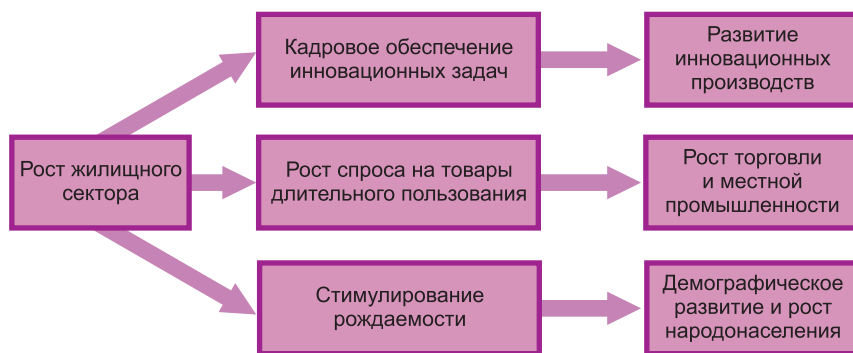 Кадровое обеспечение
инновационных задач
Развитие
инновационных
производств
Рост жилищного
сектора
Рост спроса на товары
длительного пользования
Рост торговли
и местной
промышленности
Стимулирование
рождаемости
Демографическое
развитие и рост
народонаселения